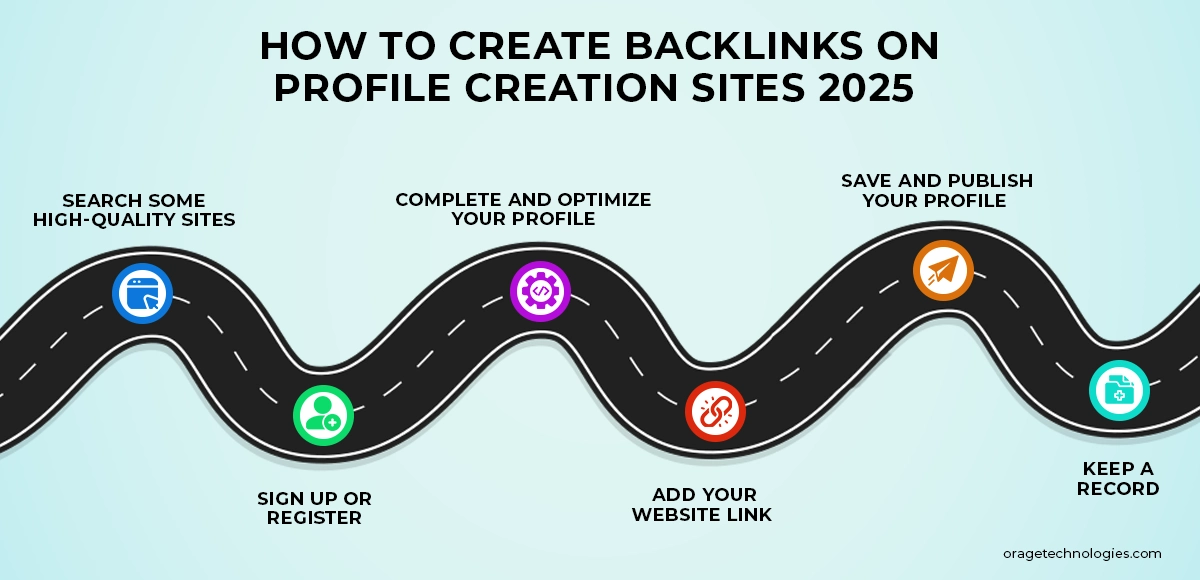 HOW TO CREATE BACKLINKS ON
PROFILE CREATION SITES 2025
SEARCH SOME
HIGH-QUALITY SITES
SIGN UP OR
REGISTER
COMPLETE AND OPTIMIZE
YOUR PROFILE
ADD YOUR
WEBSITE LINK
SAVE AND PUBLISH
YOUR PROFILE
KEEP A
RECORD
oragetechnologies.com